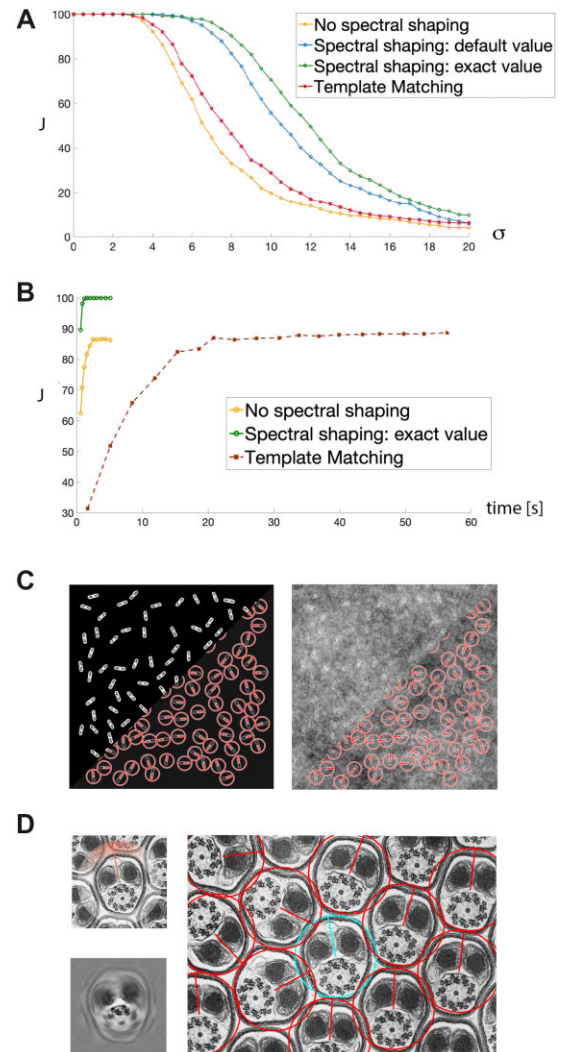 A
100
80
60
40
20
0
J
0 2 4 6 8 10 12 14 16 18 20
σ
No spectral shaping
Spectral shaping: default value
Spectral shaping: exact value
Template Matching
B
100
90
80
70
60
50
40
30
J
0 10 20 30 40 50 60
time [s]
No spectral shaping
Spectral shaping: exact value
Template Matching
C
D